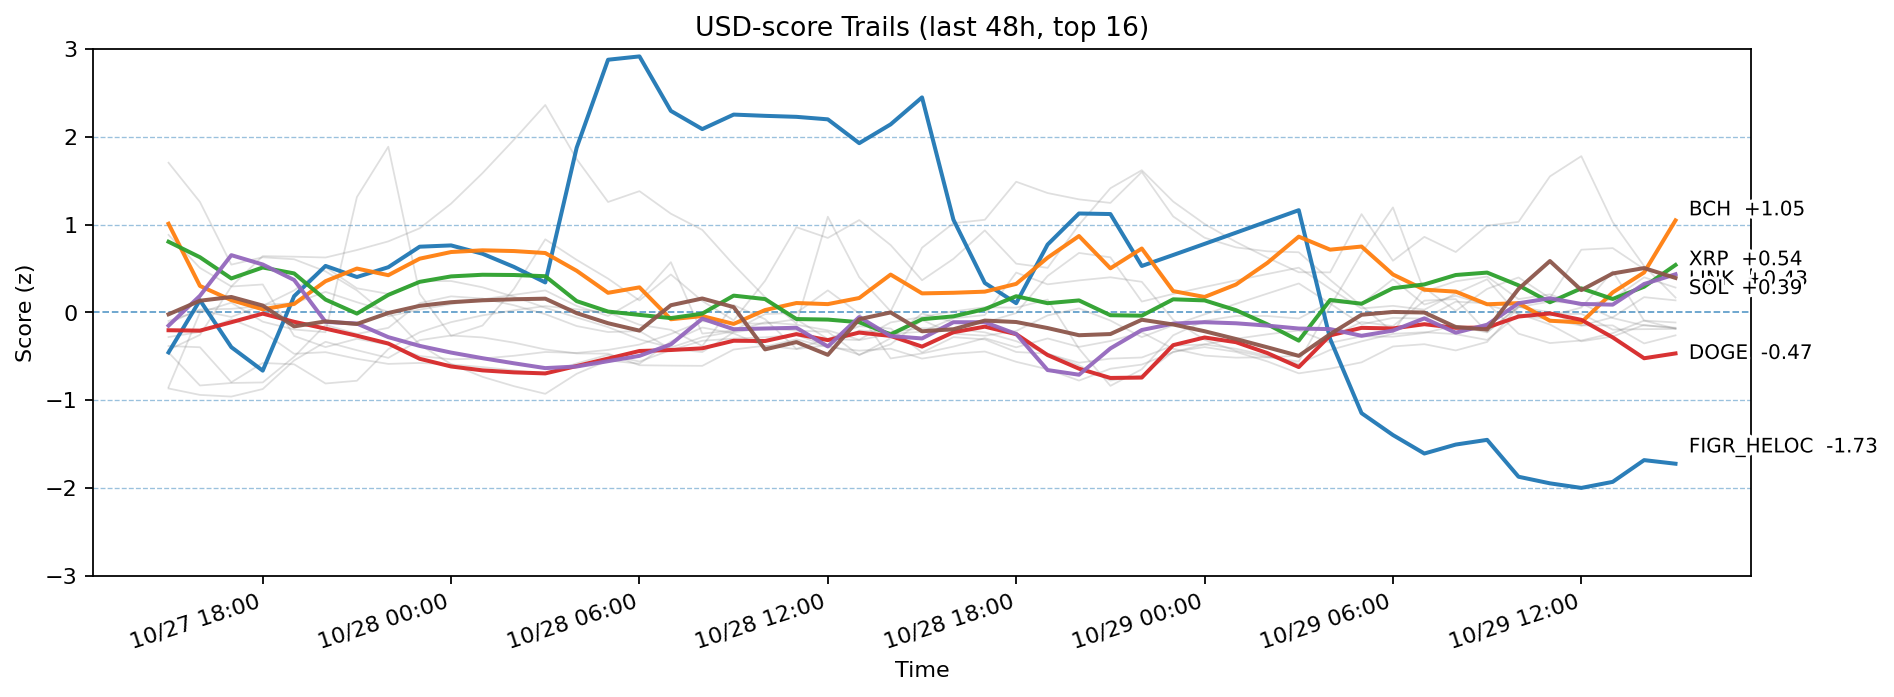 USD-score Trails (last 48h, top 16)
Score (z)
3
2
1
0
−1
−2
−3
BCH +1.05
XRP +0.54
LINK +0.43
SOL +0.39
DOGE -0.47
FIGR_HELOC -1.73
10/27 18:00
10/28 00:00
10/28 06:00
10/28 12:00
10/28 18:00
10/29 00:00
10/29 06:00
10/29 12:00
Time